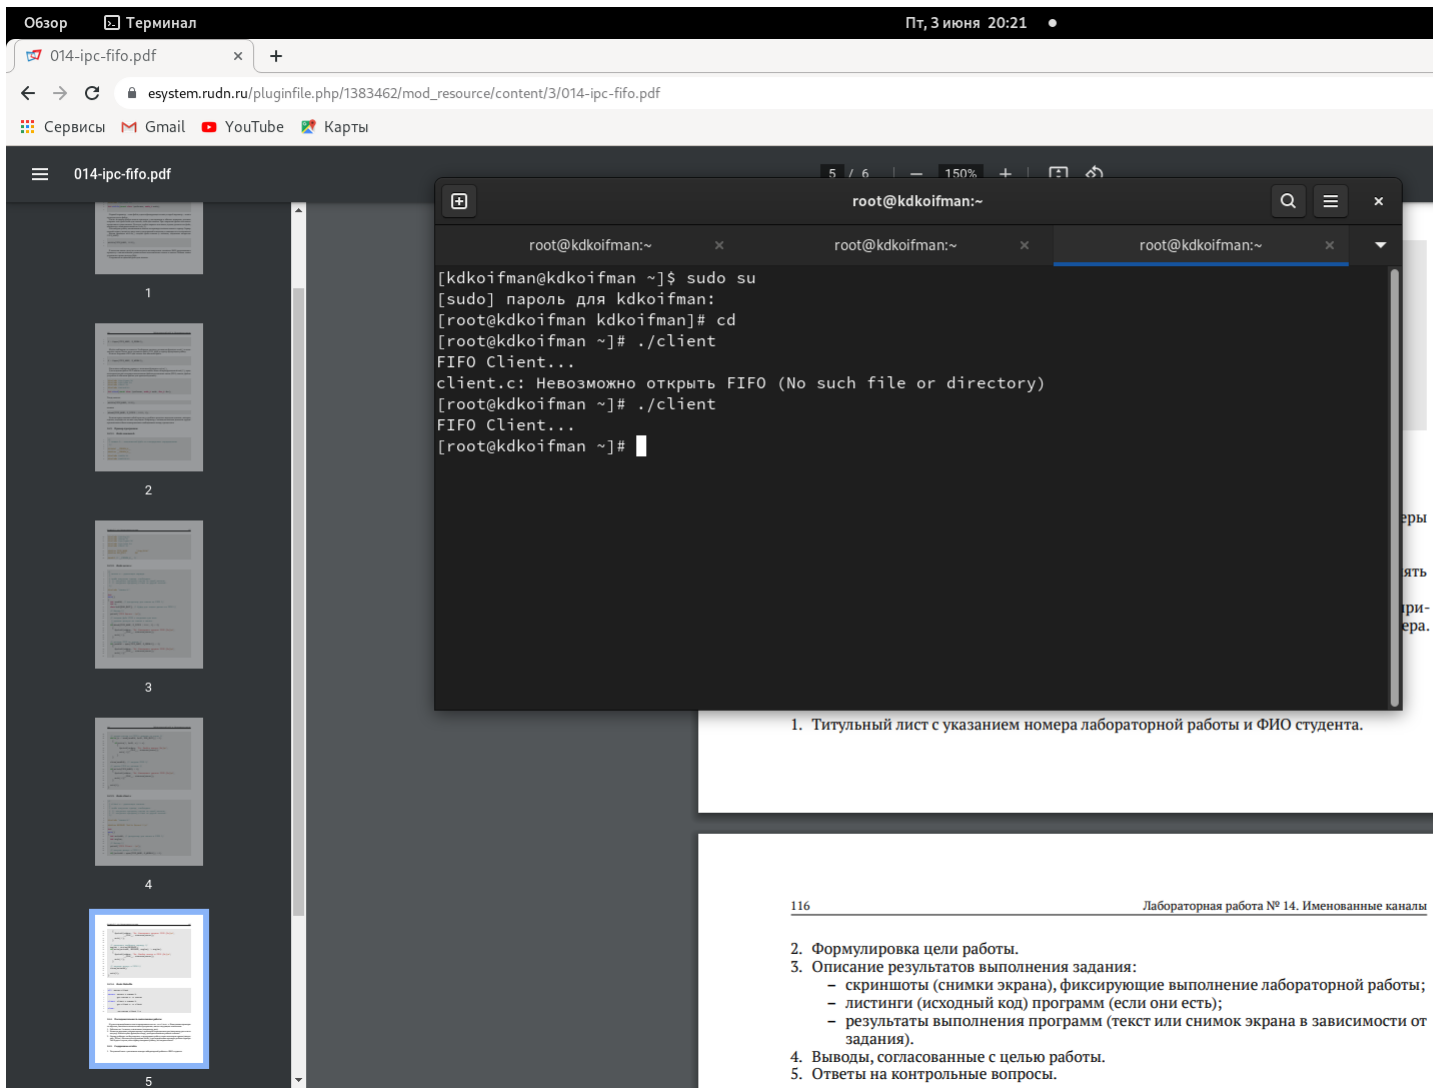 Обзор
Терминал
Пт, 3 июня 20:21
014-ipc-fifo.pdf
esystem.rudn.ru/pluginfile.php/1383462/mod_resource/content/3/014-ipc-fifo.pdf
Сервисы
Gmail
YouTube
Карты
014-ipc-fifo.pdf
5 / 6
150%
root@kdkoifman:~
root@kdkoifman:~
root@kdkoifman:~
root@kdkoifman:~
[kdkoifman@kdkoifman ~]$ sudo su
[sudo] пароль для kdkoifman:
[root@kdkoifman kdkoifman]# cd
[root@kdkoifman ~]# ./client
FIFO Client...
client.c: Невозможно открыть FIFO (No such file or directory)
[root@kdkoifman ~]# ./client
FIFO Client...
[root@kdkoifman ~]#
1
2
3
4
5
еры
ять
при-
ера.
1. Титульный лист с указанием номера лабораторной работы и ФИО студента.
116
Лабораторная работа № 14. Именованные каналы
2. Формулировка цели работы.
3. Описание результатов выполнения задания:
– скриншоты (снимки экрана), фиксирующие выполнение лабораторной работы;
– листинги (исходный код) программ (если они есть);
– результаты выполнения программ (текст или снимок экрана в зависимости от
задания).
4. Выводы, согласованные с целью работы.
5. Ответы на контрольные вопросы.